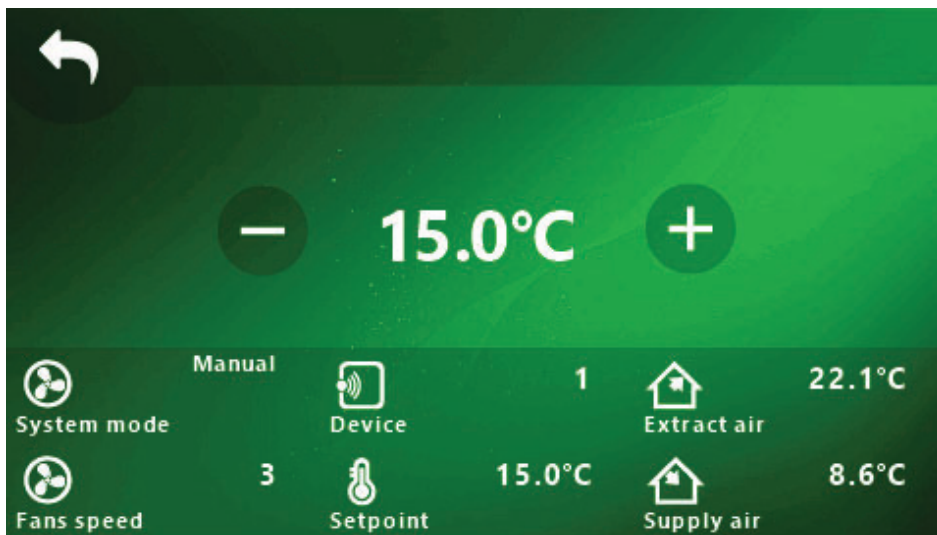 15.0°C
Manual
System mode
1
Device
22.1°C
Extract air
3
Fans speed
15.0°C
Setpoint
8.6°C
Supply air